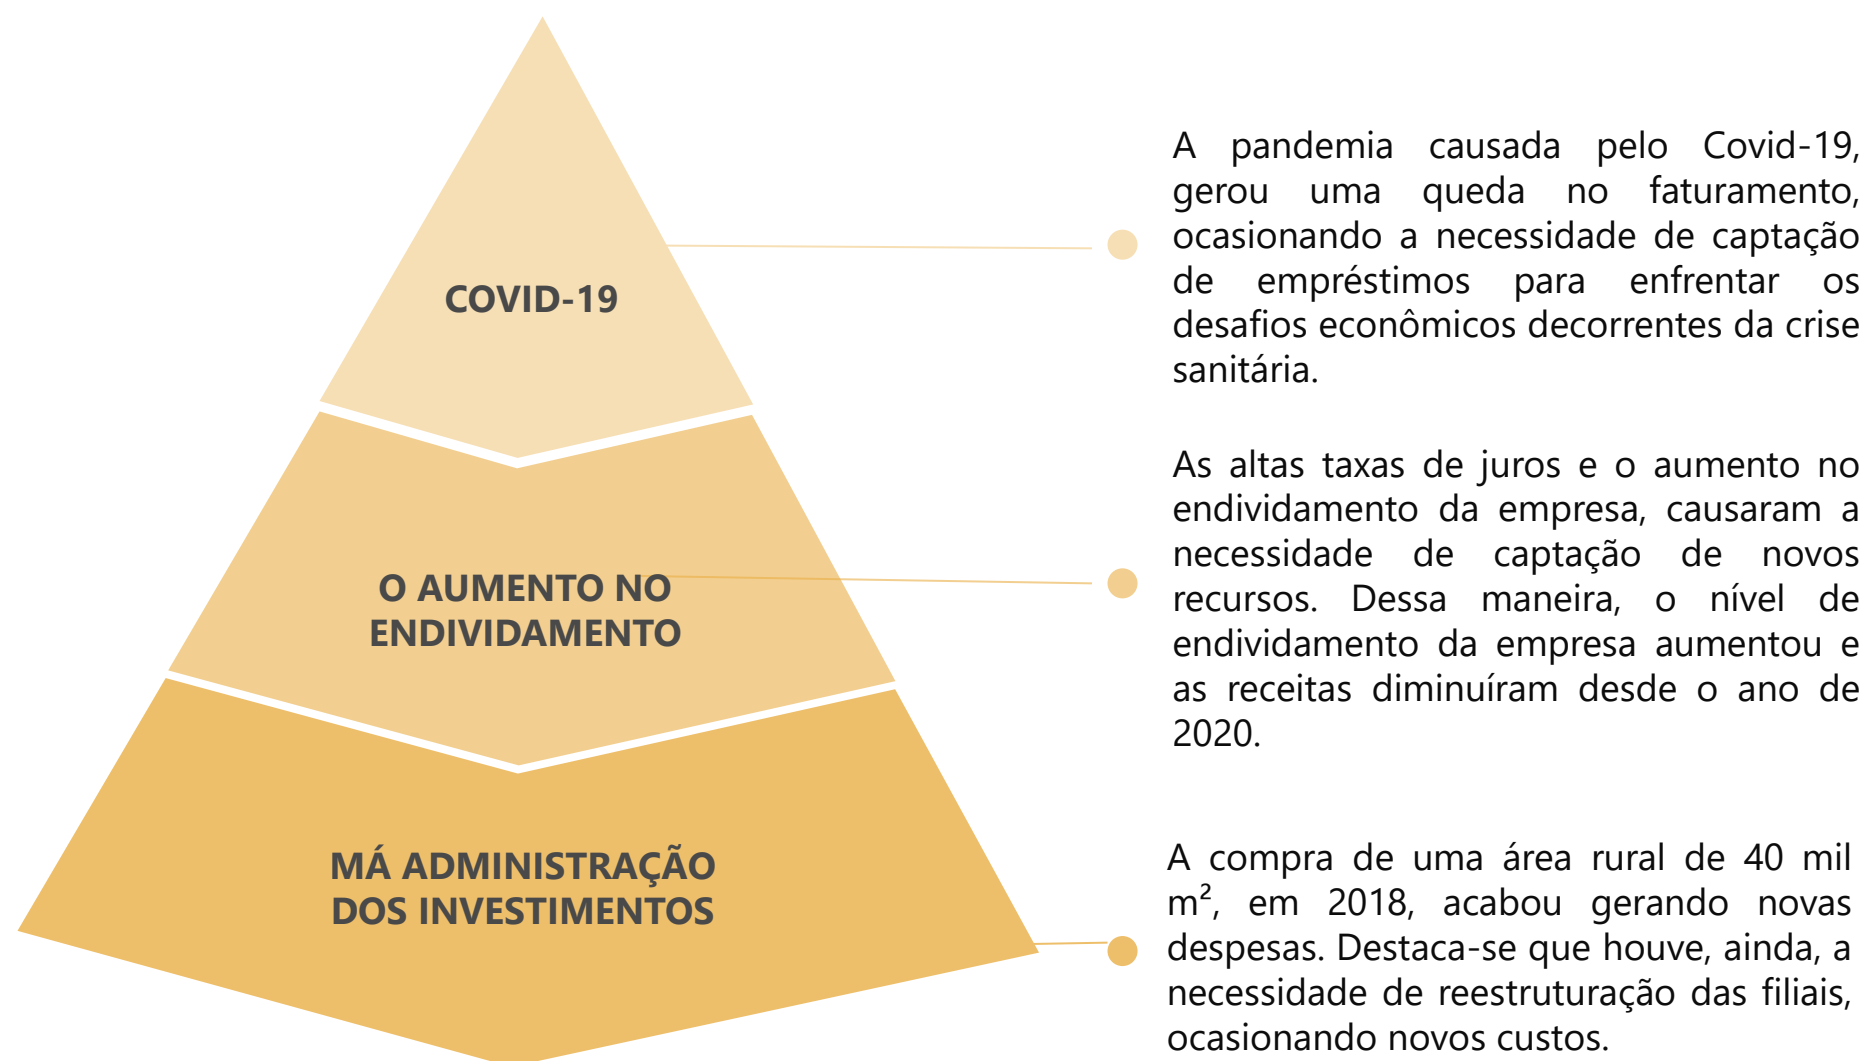 COVID-19
A pandemia causada pelo Covid-19,
gerou uma queda no faturamento,
ocasionando a necessidade de captação
de empréstimos para enfrentar os
desafios econômicos decorrentes da crise
sanitária.
O AUMENTO NO
ENDIVIDAMENTO
As altas taxas de juros e o aumento no
endividamento da empresa, causaram a
necessidade de captação de novos
recursos. Dessa maneira, o nível de
endividamento da empresa aumentou e
as receitas diminuíram desde o ano de
2020.
MÁ ADMINISTRAÇÃO
DOS INVESTIMENTOS
A compra de uma área rural de 40 mil
m², em 2018, acabou gerando novas
despesas. Destaca-se que houve, ainda, a
necessidade de reestruturação das filiais,
ocasionando novos custos.